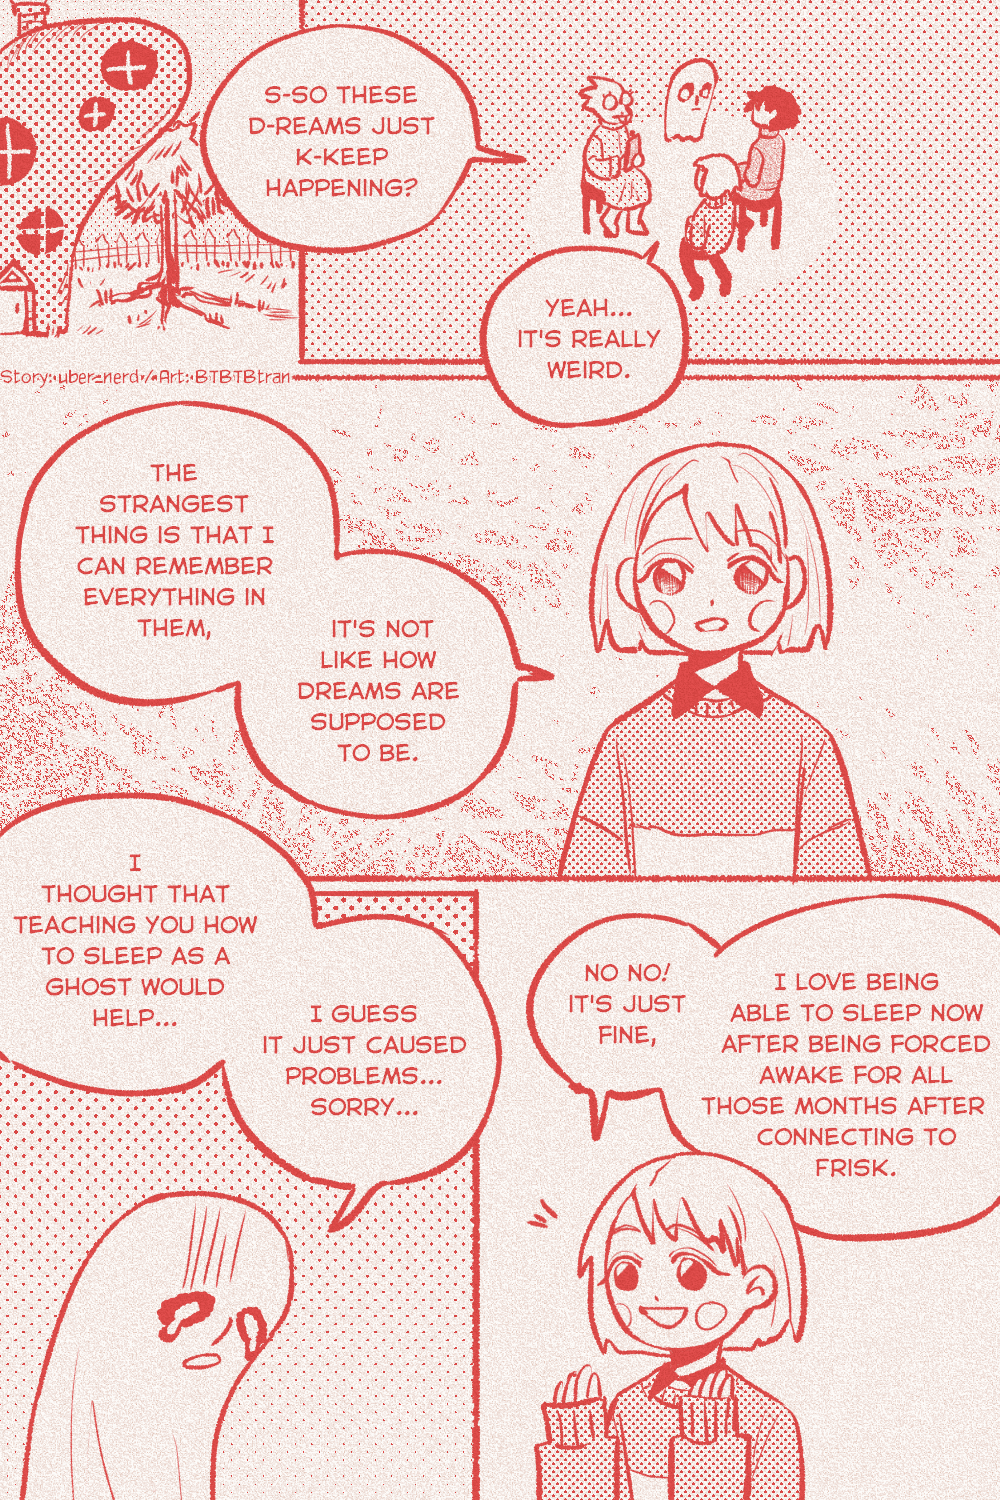 S-SO THESE
D-REAMS JUST
K-KEEP
HAPPENING?
YEAH...
IT'S REALLY
WEIRD.
Story: uber-nerd / Art: BTBTBtran
THE
STRANGEST
THING IS THAT I
CAN REMEMBER
EVERYTHING IN
THEM,
IT'S NOT
LIKE HOW
DREAMS ARE
SUPPOSED
TO BE.
I
THOUGHT THAT
TEACHING YOU HOW
TO SLEEP AS A
GHOST WOULD
HELP...
I GUESS
IT JUST CAUSED
PROBLEMS...
SORRY...
NO NO!
IT'S JUST
FINE,
I LOVE BEING
ABLE TO SLEEP NOW
AFTER BEING FORCED
AWAKE FOR ALL
THOSE MONTHS AFTER
CONNECTING TO
FRISK.